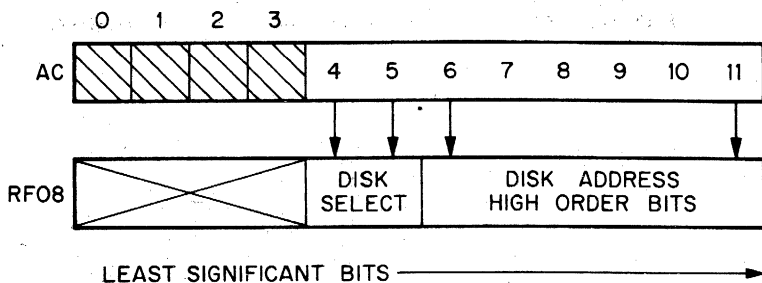 0 1 2 3
AC 4 5 6 7 8 9 10 11
RF08 DISK SELECT DISK ADDRESS HIGH ORDER BITS
LEAST SIGNIFICANT BITS